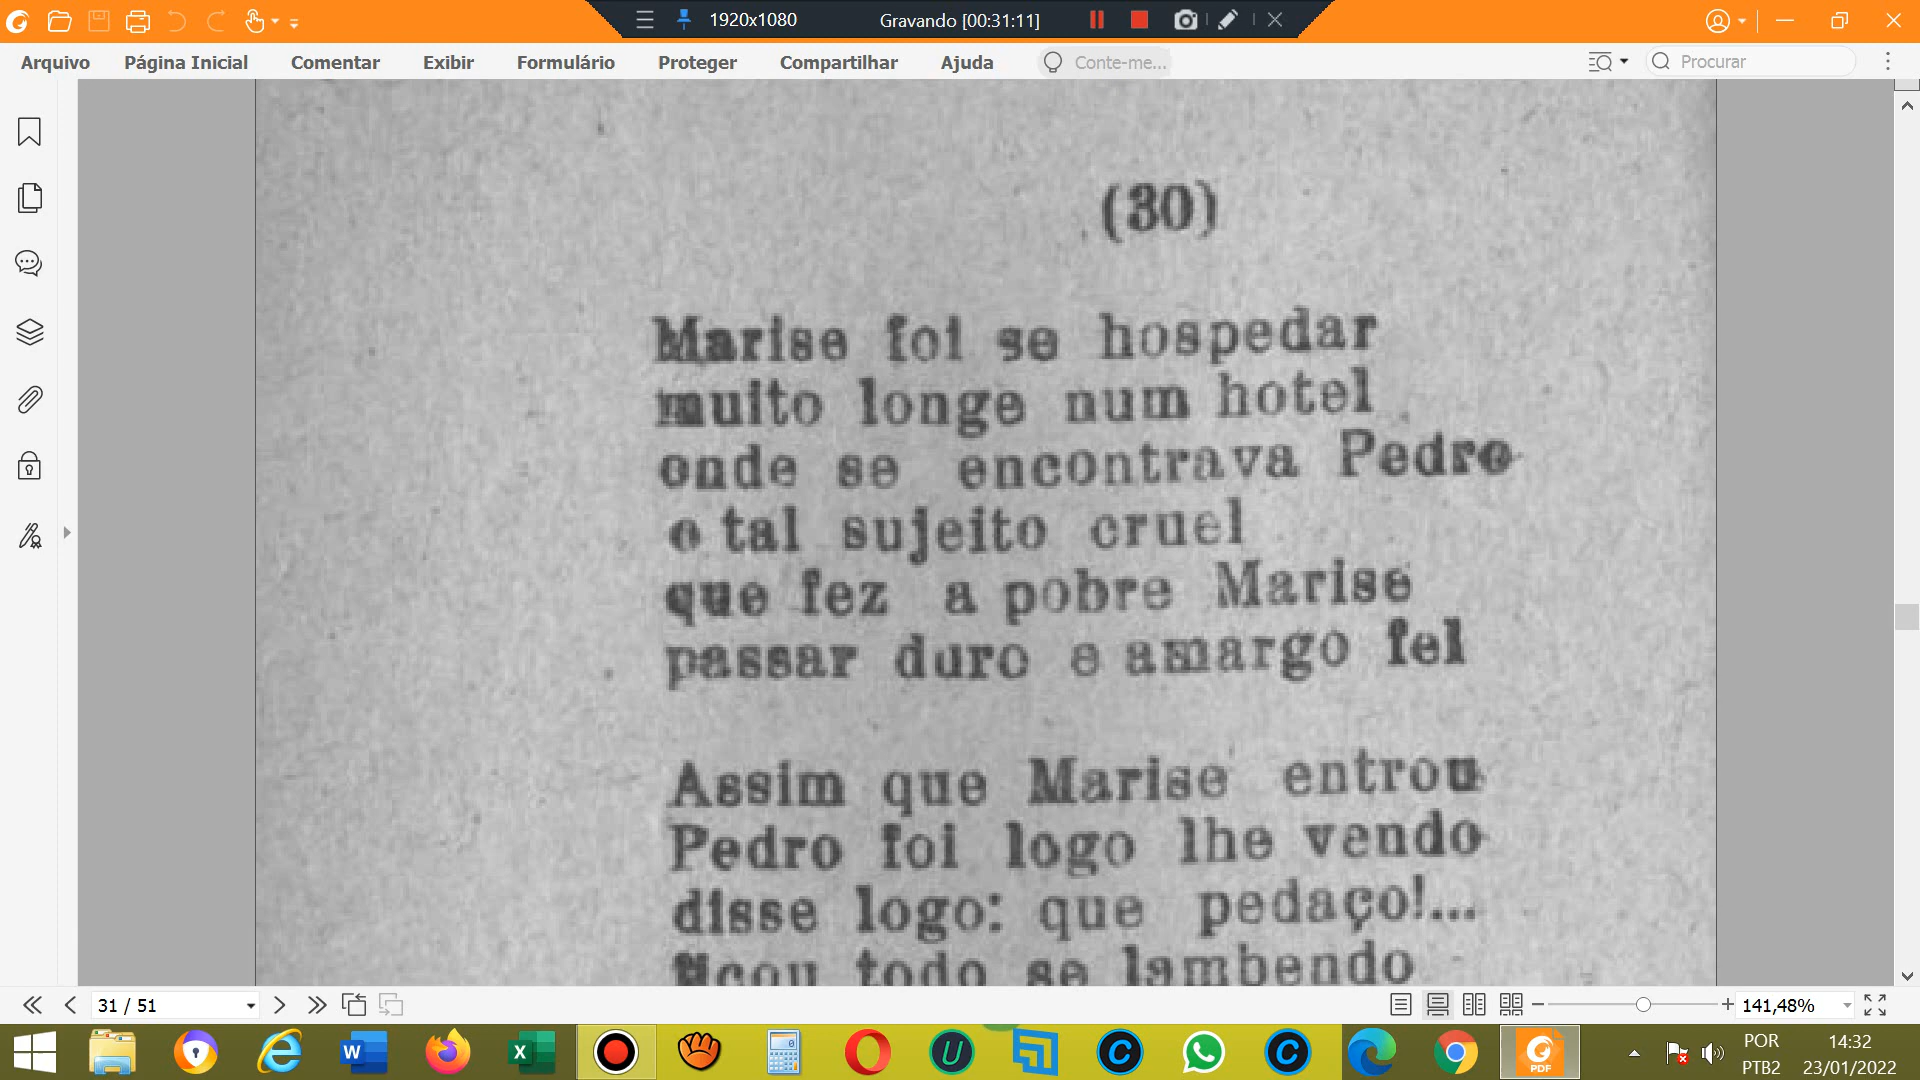 1920x1080
Gravando [00:31:11]
Arquivo Página Inicial Comentar Exibir Formulário Proteger Compartilhar Ajuda Conte-me... Procurar
(30)
Marise foi se hospedar
muito longe num hotel
onde se encontrava Pedro
o tal sujeito cruel
que fez a pobre Marise
passar duro e amargo fel
Assim que Marise entrou
Pedro foi logo lhe vendo
disse logo: que pedaço!...
ficou todo se lambendo
31 / 51
141,48%
POR
PTB2
14:32
23/01/2022